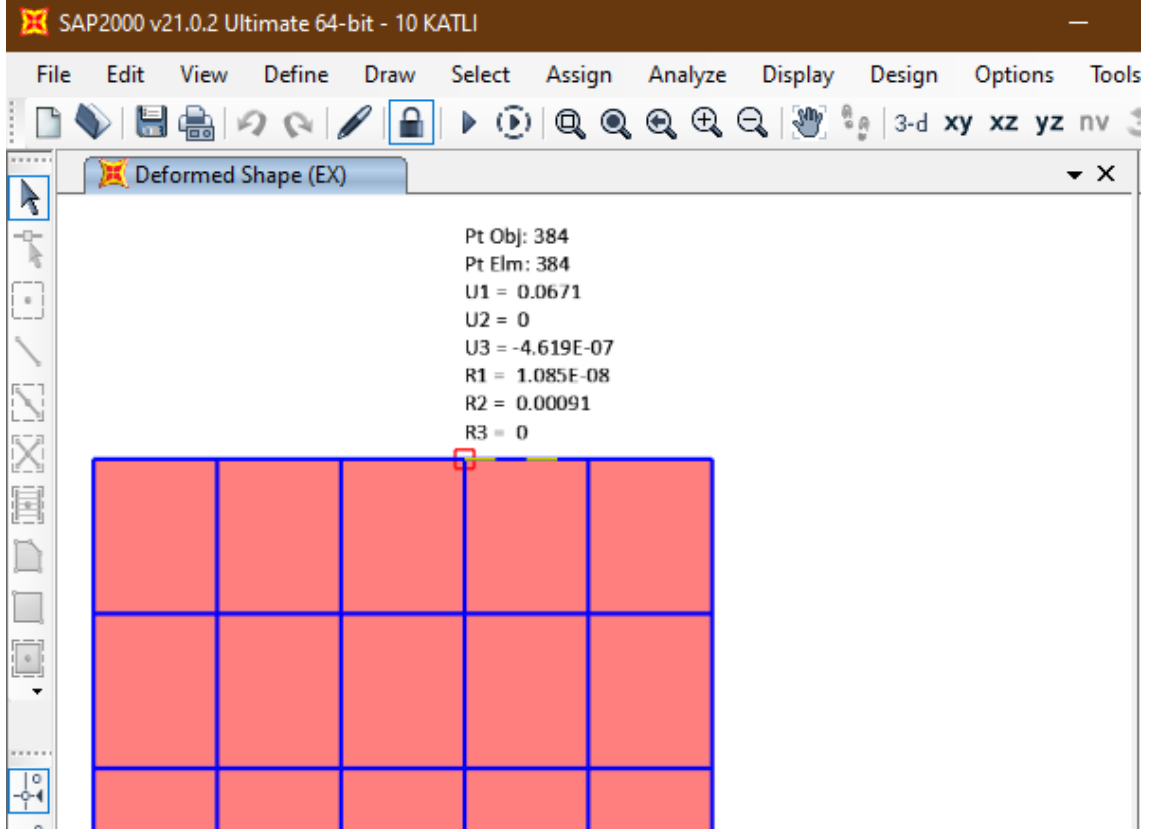 SAP2000 v21.0.2 Ultimate 64-bit - 10 KATLI
File Edit View Define Draw Select Assign Analyze Display Design Options Tools
3-d xy xz yz nv
Deformed Shape (EX)
Pt Obj: 384
Pt Elm: 384
U1 = 0.0671
U2 = 0
U3 = -4.619E-07
R1 = 1.085E-08
R2 = 0.00091
R3 = 0